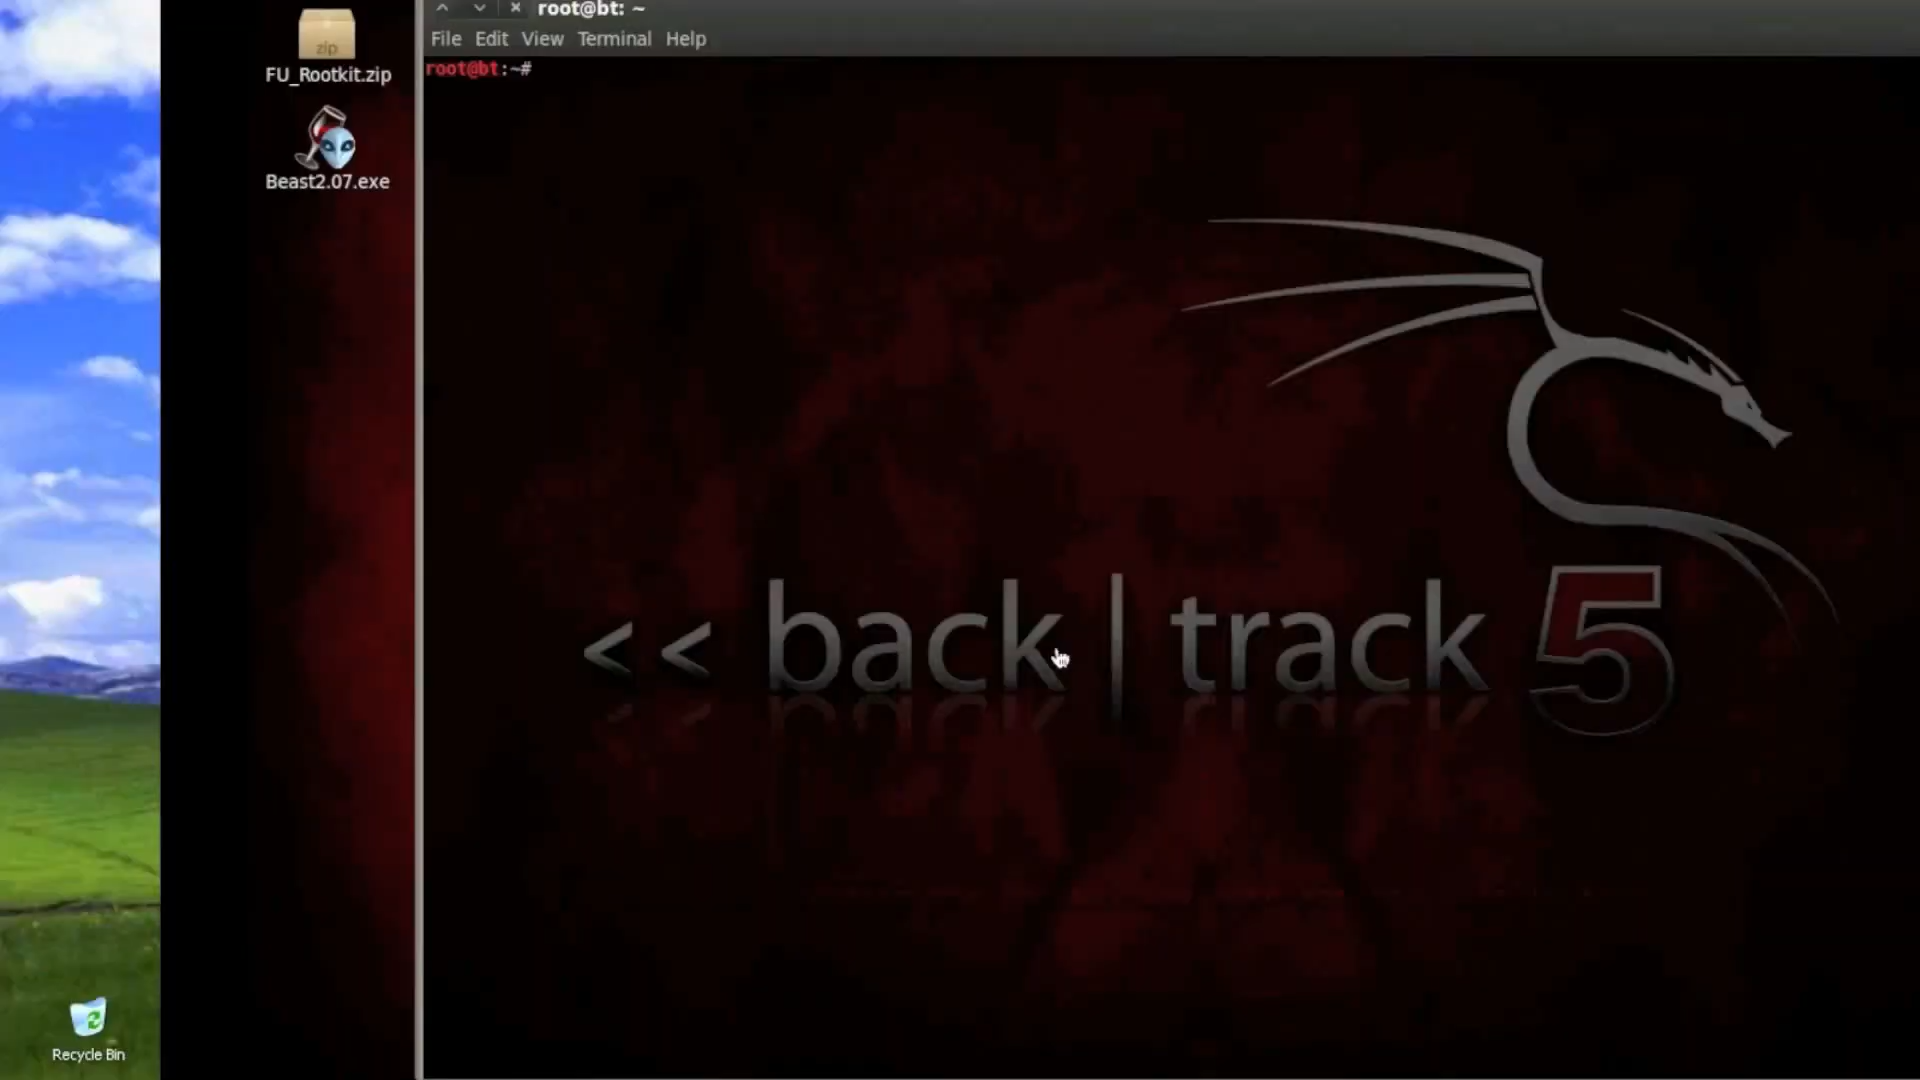 zip
FU_Rootkit.zip
Beast2.07.exe
Recycle Bin
root@bt: ~
File Edit View Terminal Help
root@bt:~#
<< back | track 5